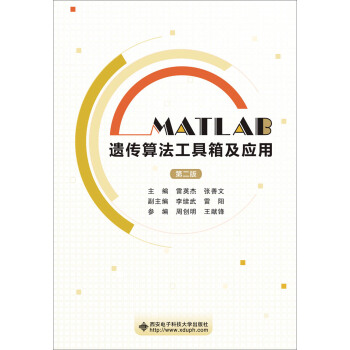 MATLAB
遗传算法工具箱及应用
第二版
主 编 雷英杰 张善文
副主编 李续武 雷 阳
参 编 周创明 王献锋
西安电子科技大学出版社
http://www.xduph.com